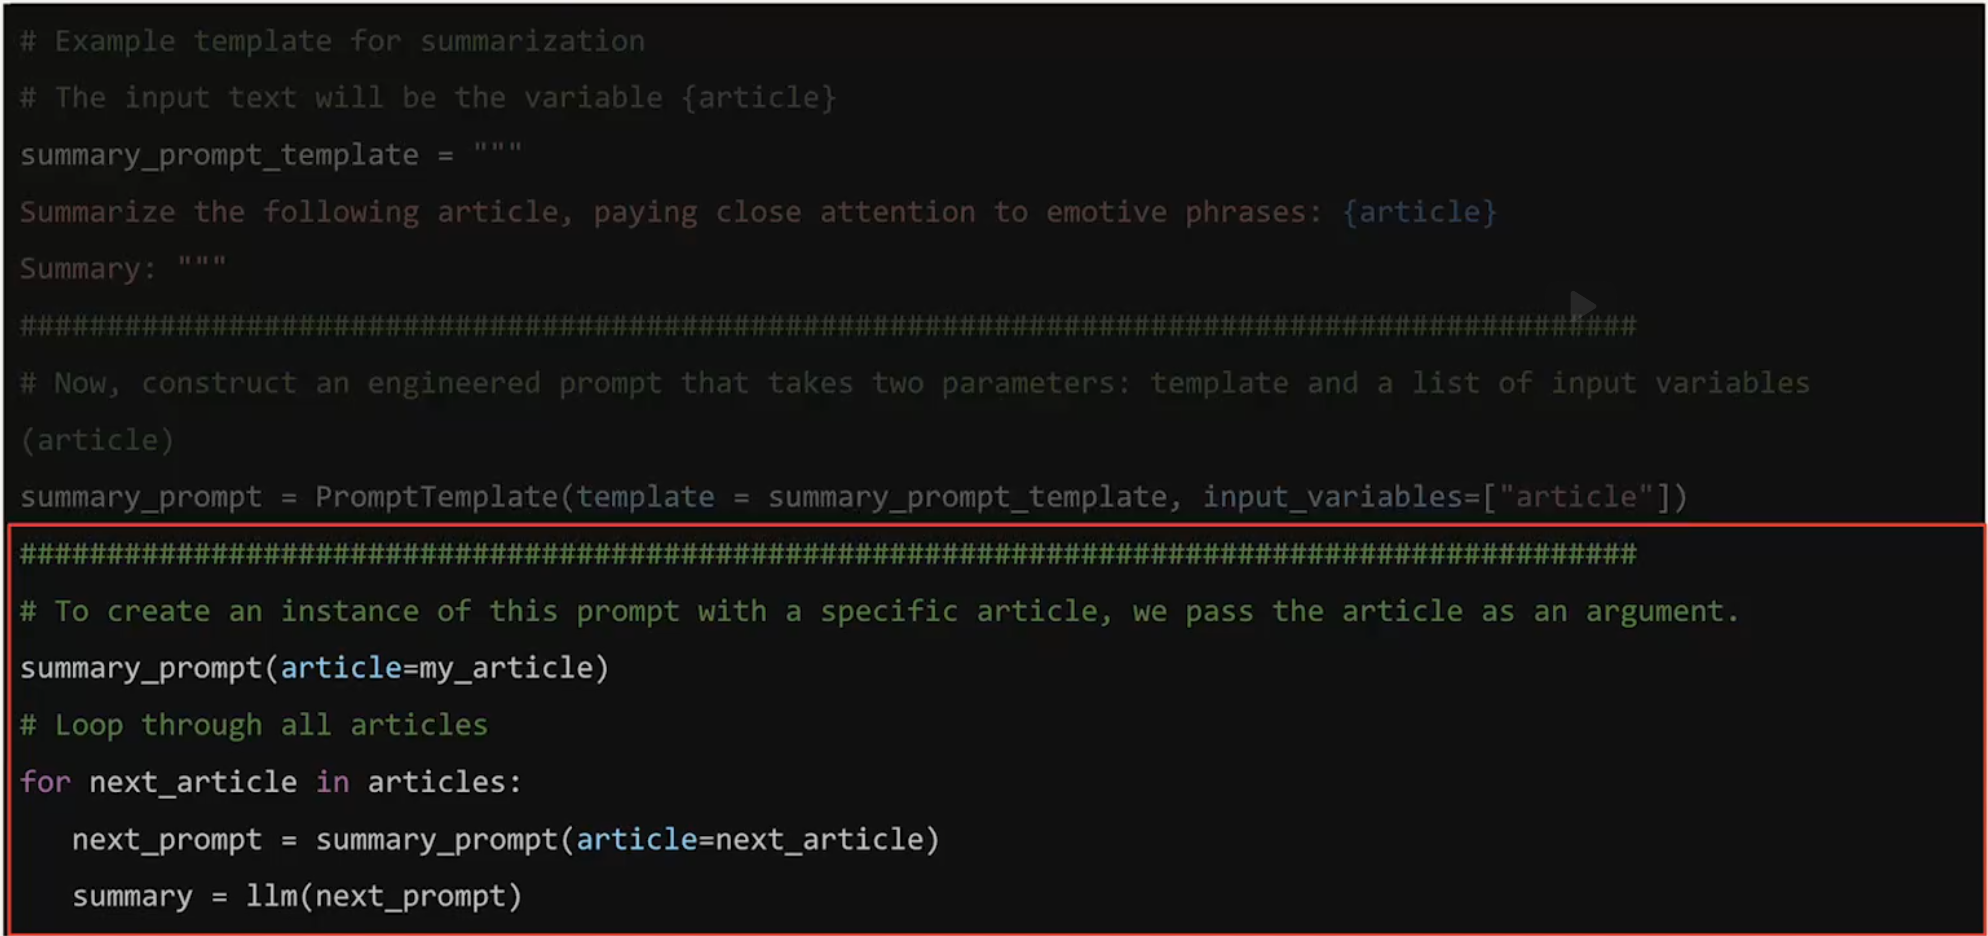 # Example template for summarization
# The input text will be the variable {article}
summary_prompt_template = """
Summarize the following article, paying close attention to emotive phrases: {article}
Summary: """
#############################################################################################
# Now, construct an engineered prompt that takes two parameters: template and a list of input variables
(article)
summary_prompt = PromptTemplate(template = summary_prompt_template, input_variables=["article"])
#############################################################################################
# To create an instance of this prompt with a specific article, we pass the article as an argument.
summary_prompt(article=my_article)
# Loop through all articles
for next_article in articles:
   next_prompt = summary_prompt(article=next_article)
   summary = llm(next_prompt)